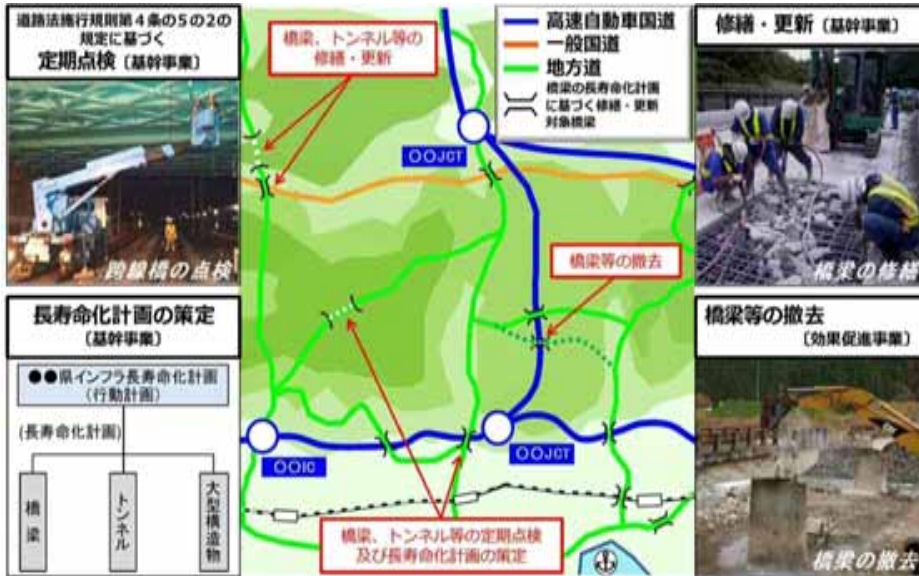 道路法施行規則第4条の5の2の
規定に基づく
定期点検〔基幹事業〕
跨線橋の点検
長寿命化計画の策定
〔基幹事業〕
●●県インフラ長寿命化計画
(行動計画)
(長寿命化計画)
橋梁
トンネル
大型構造物
橋梁、トンネル等の
修繕・更新
高速自動車国道
一般国道
地方道
橋梁の長寿命化計画
に基づく修繕・更新
対象橋梁
〇〇JCT
橋梁等の撤去
〇〇IC
〇〇JCT
橋梁、トンネル等の定期点検
及び長寿命化計画の策定
修繕・更新〔基幹事業〕
橋梁の修繕
橋梁等の撤去
〔効果促進事業〕
橋梁の撤去